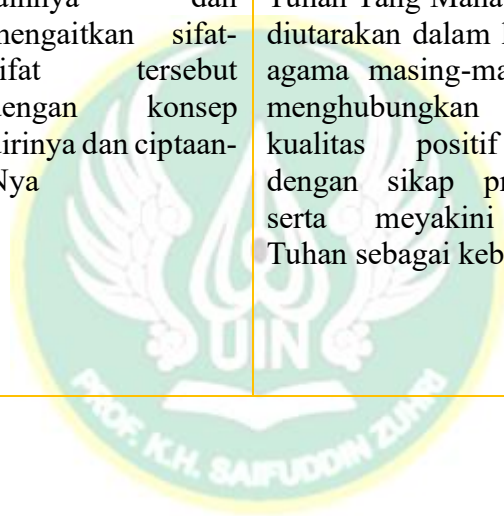 dan
mengaitkan sifat-
sifat tersebut
dengan konsep
dirinya dan ciptaan-
Nya
Tuhan Yang Maha
diutarakan dalam
agama masing-ma
menghubungkan
kualitas positif
dengan sikap pr
serta meyakini
Tuhan sebagai keb
UIN
PROF. K.H. SAIFUDDIN ZUHRI